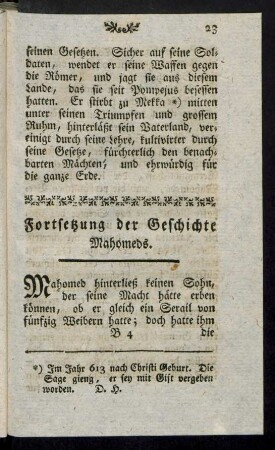 23
seinen Gesetzen. Sicher auf seine Sol-
daten, wendet er seine Waffen gegen
die Römer, und jagt sie aus diesem
Lande, das sie seit Pompejus besessen
hatten. Er stirbt zu Mekka *) mitten
unter seinen Triumpfen und grossem
Ruhm, hinterläßt sein Vaterland, ver-
einigt durch seine Lehre, kultivirter durch
seine Gesetze, fürchterlich den benach-
barten Mächten, und ehrwürdig für
die ganze Erde.
Fortsetzung der Geschichte
Mahomeds.
Mahomed hinterließ keinen Sohn,
der seine Macht hätte erben
können, ob er gleich ein Serail von
fünfzig Weibern hatte; doch hatte ihm
B 4 die
*) Im Jahr 613 nach Christi Geburt. Die
Sage gieng, er sey mit Gift vergeben
worden. D. H.